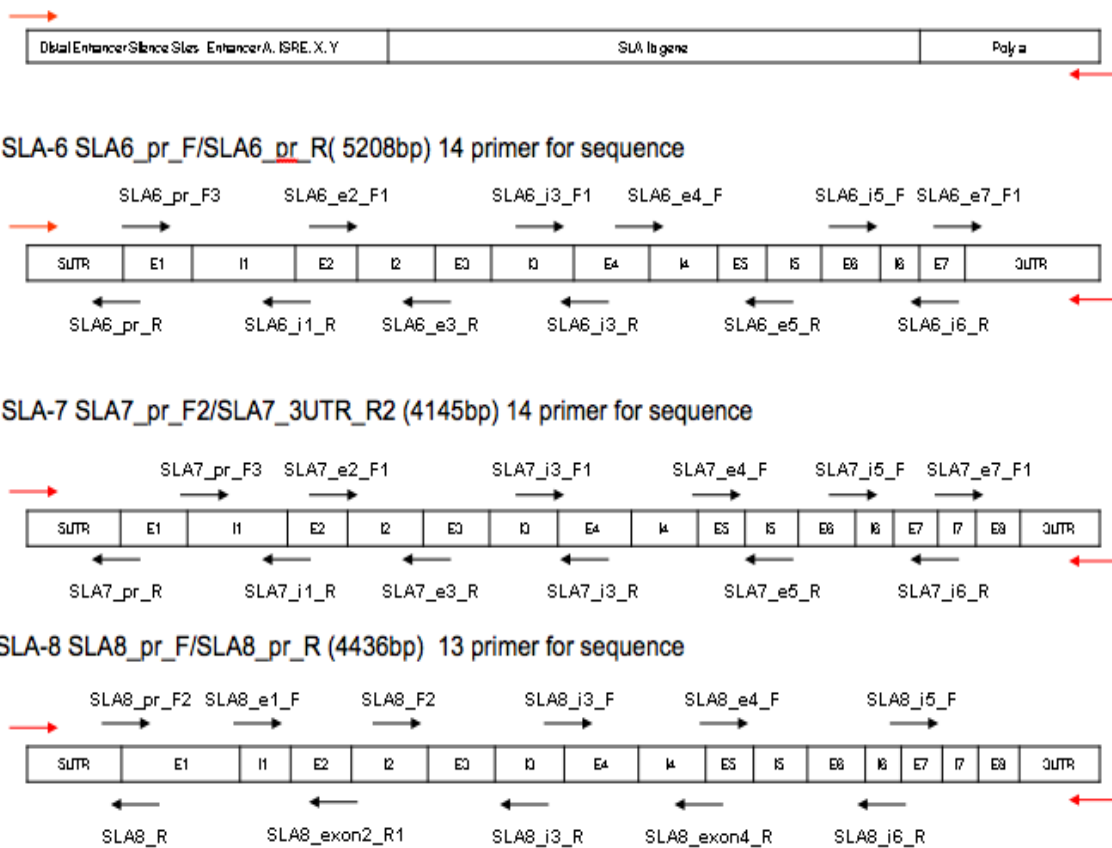 Distal Entrancer Silence Sites Entrancer A. ISRE. X. Y SLA Ib gene Poly a
SLA-6 SLA6_pr_F/SLA6_pr_R( 5208bp) 14 primer for sequence
SLA6_pr_F3 SLA6_e2_F1 SLA6_i3_F1 SLA6_e4_F SLA6_i5_F SLA6_e7_F1
5UTR E1 I1 E2 I2 E3 I3 E4 I4 E5 I5 E6 I6 E7 3UTR
SLA6_pr_R SLA6_i1_R SLA6_e3_R SLA6_i3_R SLA6_e5_R SLA6_i6_R
SLA-7 SLA7_pr_F2/SLA7_3UTR_R2 (4145bp) 14 primer for sequence
SLA7_pr_F3 SLA7_e2_F1 SLA7_i3_F1 SLA7_e4_F SLA7_i5_F SLA7_e7_F1
5UTR E1 I1 E2 I2 E3 I3 E4 I4 E5 I5 E6 I6 E7 I7 E8 3UTR
SLA7_pr_R SLA7_i1_R SLA7_e3_R SLA7_i3_R SLA7_e5_R SLA7_i6_R
SLA-8 SLA8_pr_F/SLA8_pr_R (4436bp) 13 primer for sequence
SLA8_pr_F2 SLA8_e1_F SLA8_F2 SLA8_i3_F SLA8_e4_F SLA8_i5_F
5UTR E1 I1 E2 I2 E3 I3 E4 I4 E5 I5 E6 I6 E7 I7 E8 3UTR
SLA8_R SLA8_exon2_R1 SLA8_i3_R SLA8_exon4_R SLA8_i6_R